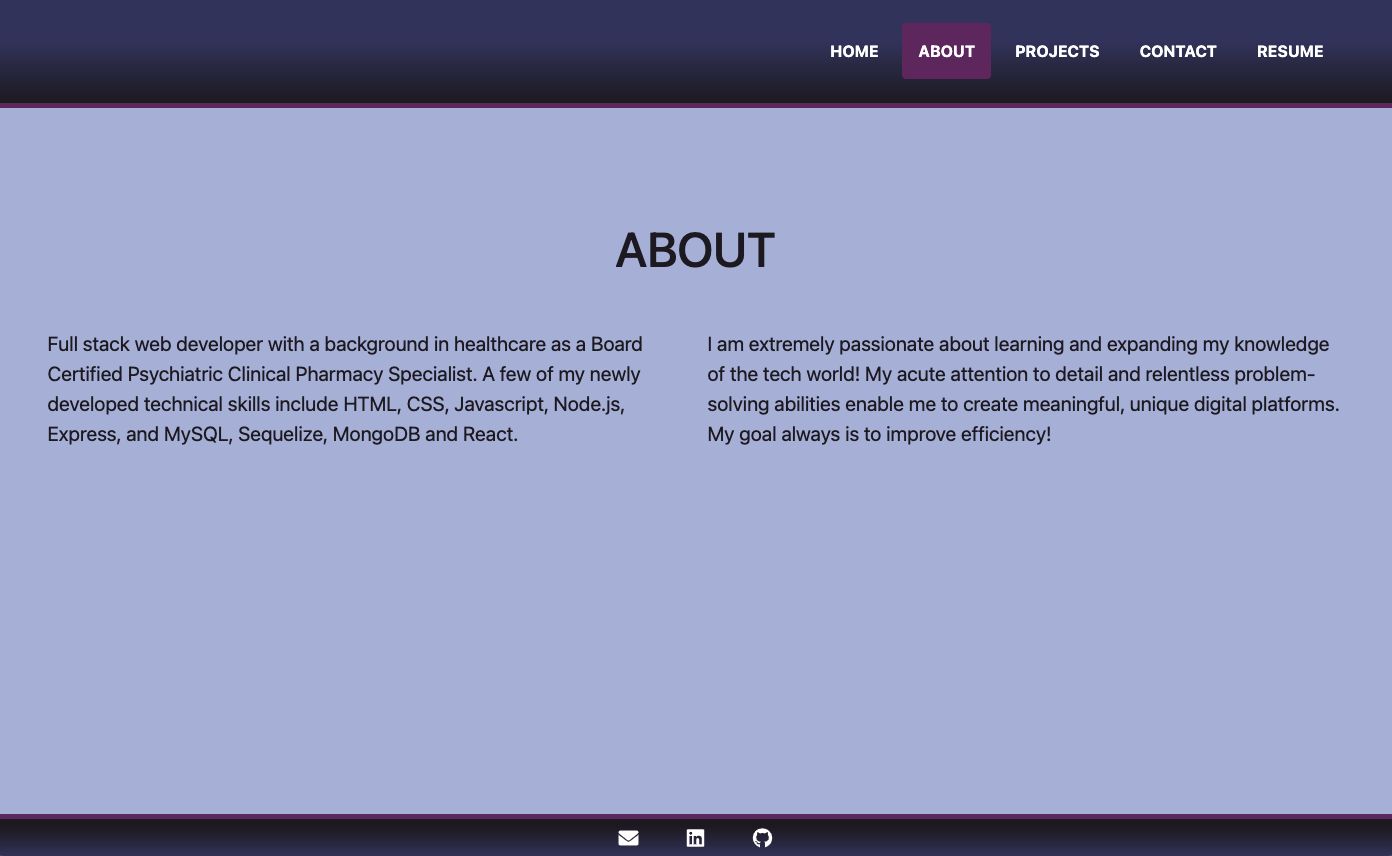 HOME ABOUT PROJECTS CONTACT RESUME
ABOUT
Full stack web developer with a background in healthcare as a Board
Certified Psychiatric Clinical Pharmacy Specialist. A few of my newly
developed technical skills include HTML, CSS, Javascript, Node.js,
Express, and MySQL, Sequelize, MongoDB and React.
I am extremely passionate about learning and expanding my knowledge
of the tech world! My acute attention to detail and relentless problem-
solving abilities enable me to create meaningful, unique digital platforms.
My goal always is to improve efficiency!